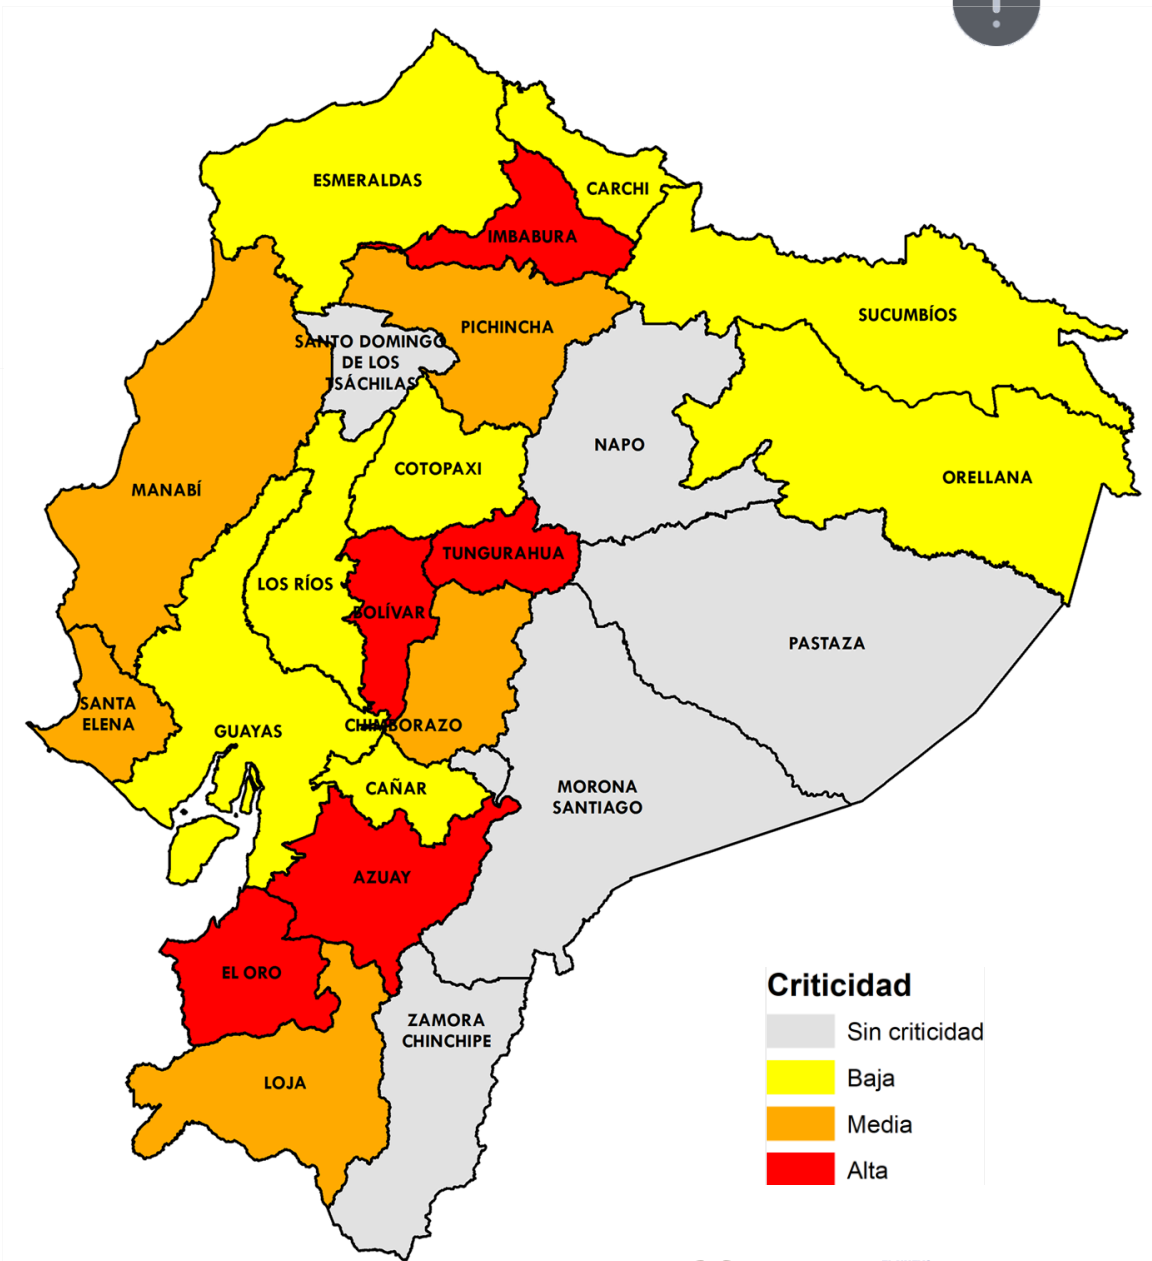 ESMERALDAS
CARCHI
IMBABURA
SUCUMBÍOS
PICHINCHA
SANTO DOMINGO
DE LOS
TSÁCHILAS
NAPO
COTOPAXI
ORELLANA
MANABÍ
TUNGURAHUA
LOS RÍOS
BOLÍVAR
PASTAZA
SANTA
ELENA
GUAYAS
CHIMBORAZO
CAÑAR
MORONA
SANTIAGO
AZUAY
EL ORO
ZAMORA
CHINCHIPE
LOJA
Criticidad
Sin criticidad
Baja
Media
Alta